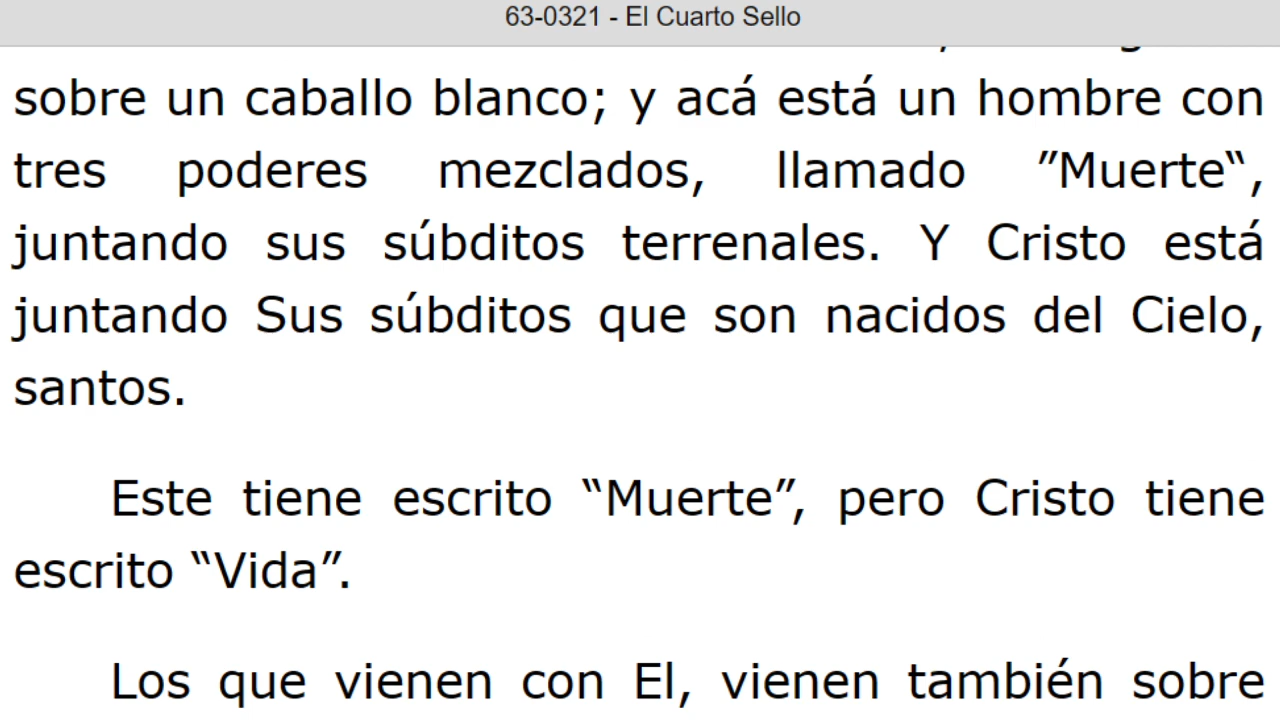 63-0321 - El Cuarto Sello
sobre un caballo blanco; y acá está un hombre con
tres poderes mezclados, llamado ”Muerte“,
juntando sus súbditos terrenales. Y Cristo está
juntando Sus súbditos que son nacidos del Cielo,
santos.
Este tiene escrito “Muerte”, pero Cristo tiene
escrito “Vida”.
Los que vienen con El, vienen también sobre